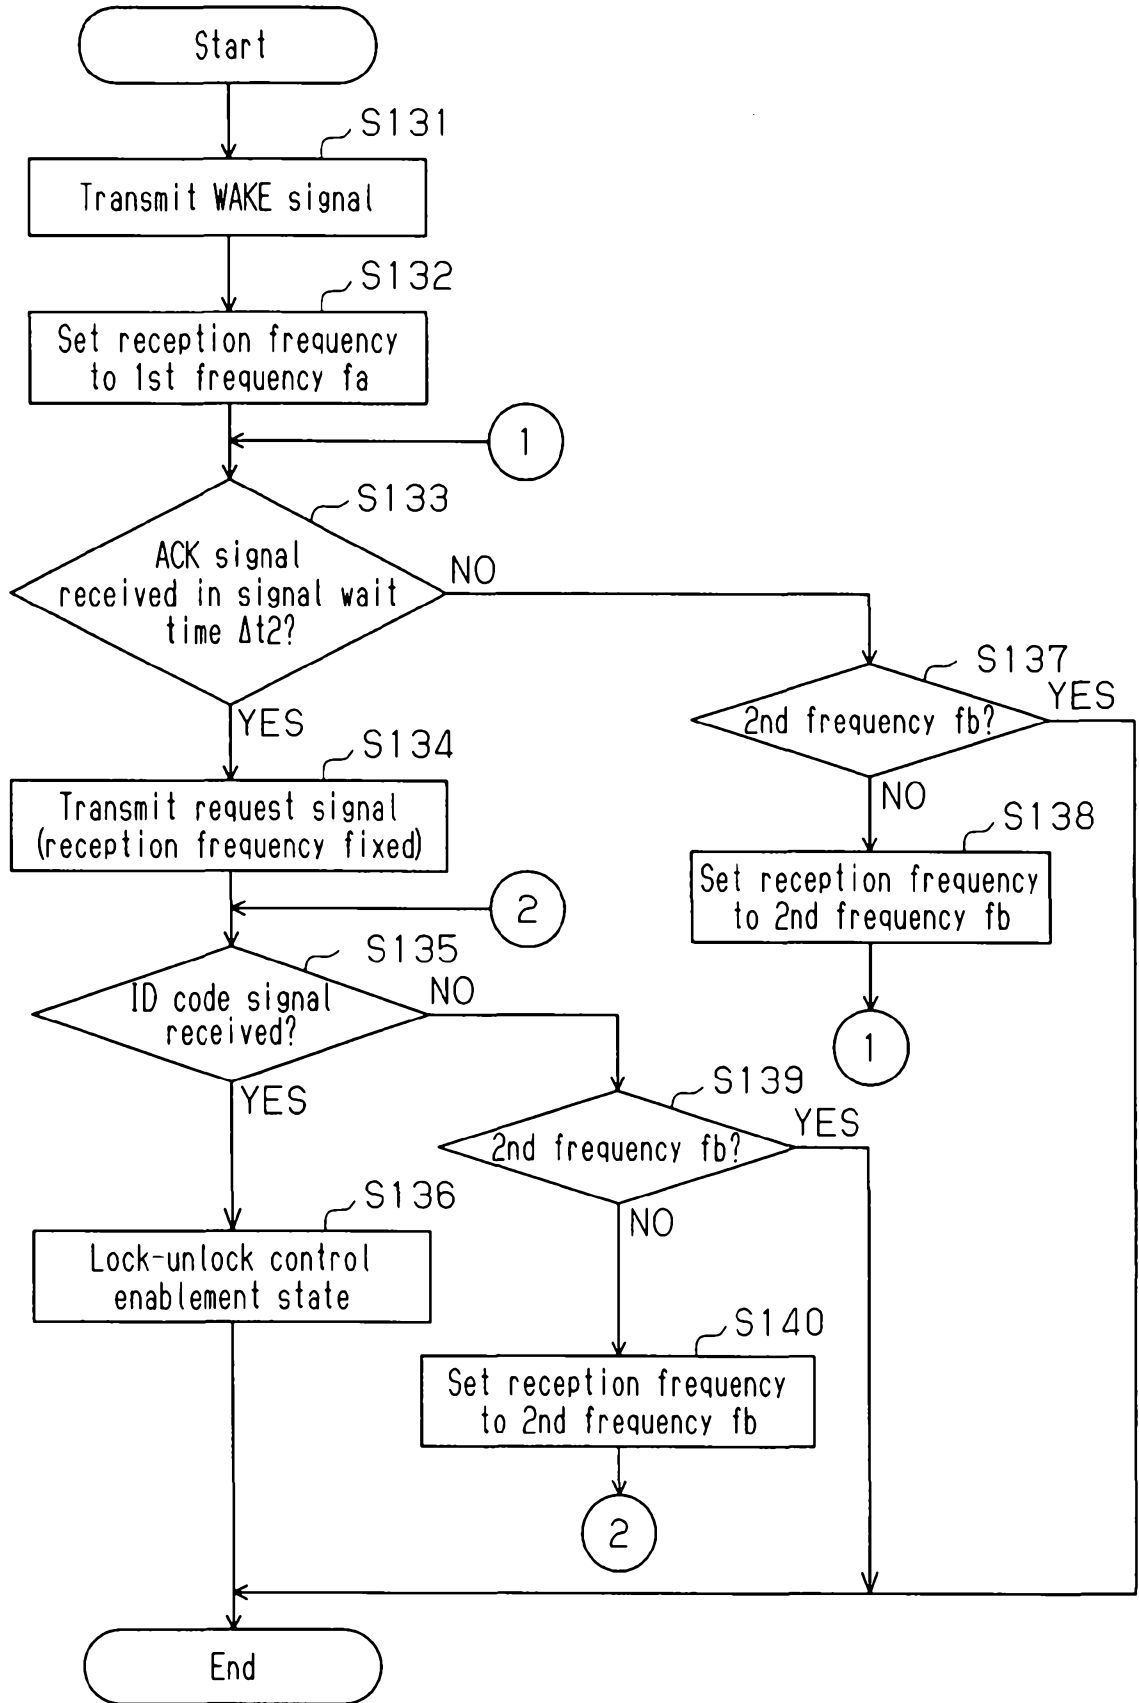 Start
S131
Transmit WAKE signal
S132
Set reception frequency
to 1st frequency fa
1
S133
ACK signal
received in signal wait
time Δt2?
NO
YES
S137
2nd frequency fb?
YES
NO
S134
Transmit request signal
(reception frequency fixed)
S138
Set reception frequency
to 2nd frequency fb
2
S135
ID code signal
received?
NO
YES
1
S139
2nd frequency fb?
YES
NO
S136
Lock-unlock control
enablement state
S140
Set reception frequency
to 2nd frequency fb
2
End